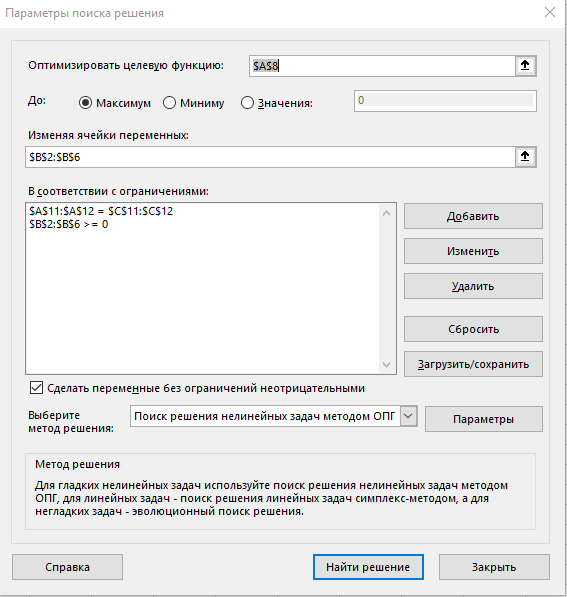 Параметры поиска решения
Оптимизировать целевую функцию: $A$8
До: Максимум Миниму Значения: 0
Изменяя ячейки переменных:
$B$2:$B$6
В соответствии с ограничениями:
$A$11:$A$12 = $C$11:$C$12
$B$2:$B$6 >= 0
Добавить
Изменить
Удалить
Сбросить
Загрузить/сохранить
Сделать переменные без ограничений неотрицательными
Выберите
метод решения:
Поиск решения нелинейных задач методом ОПГ
Параметры
Метод решения
Для гладких нелинейных задач используйте поиск решения нелинейных задач методом
ОПГ, для линейных задач - поиск решения линейных задач симплекс-методом, а для
негладких задач - эволюционный поиск решения.
Справка
Найти решение
Закрыть